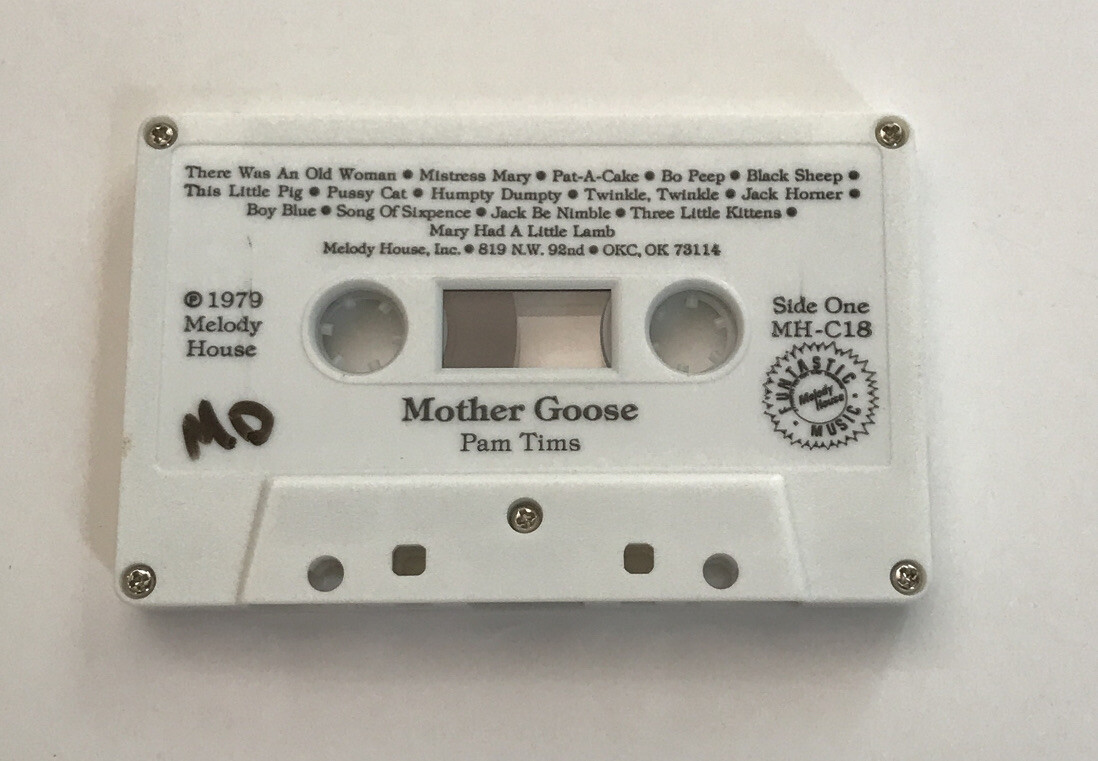 There Was An Old Woman ● Mistress Mary ● Pat-A-Cake ● Bo Peep ● Black Sheep ●
This Little Pig ● Pussy Cat ● Humpty Dumpty ● Twinkle, Twinkle ● Jack Horner ●
Boy Blue ● Song Of Sixpence ● Jack Be Nimble ● Three Little Kittens ●
Mary Had A Little Lamb
Melody House, Inc. ● 819 N.W. 92nd ● OKC, OK 73114
℗ 1979
Melody
House
Side One
MH-C18
FUNTASTIC
Melody
House
MUSIC
MO
Mother Goose
Pam Tims